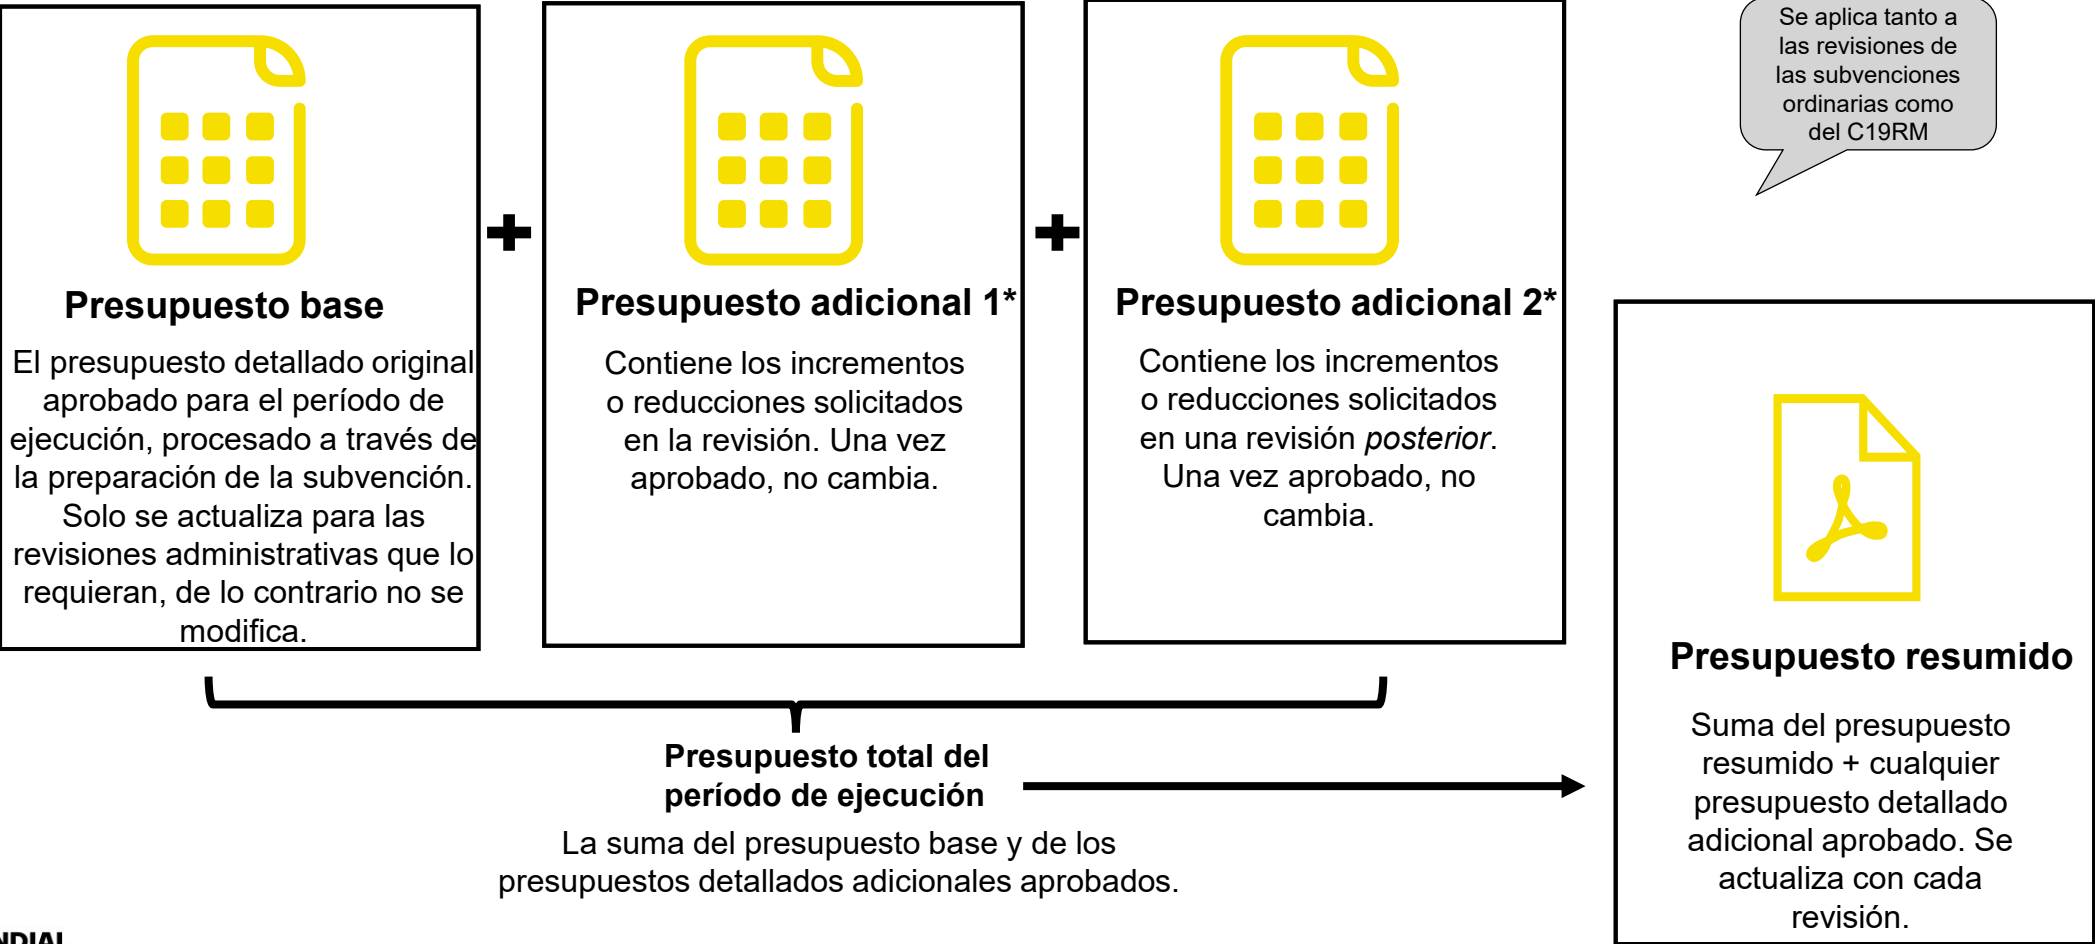 Se aplica tanto a
las revisiones de
las subvenciones
ordinarias como
del C19RM
Presupuesto base
El presupuesto detallado original
aprobado para el período de
ejecución, procesado a través de
la preparación de la subvención.
Solo se actualiza para las
revisiones administrativas que lo
requieran, de lo contrario no se
modifica.
Presupuesto adicional 1*
Contiene los incrementos
o reducciones solicitados
en la revisión. Una vez
aprobado, no cambia.
Presupuesto adicional 2*
Contiene los incrementos
o reducciones solicitados
en una revisión posterior.
Una vez aprobado, no
cambia.
Presupuesto total del
período de ejecución
La suma del presupuesto base y de los
presupuestos detallados adicionales aprobados.
Presupuesto resumido
Suma del presupuesto
resumido + cualquier
presupuesto detallado
adicional aprobado. Se
actualiza con cada
revisión.